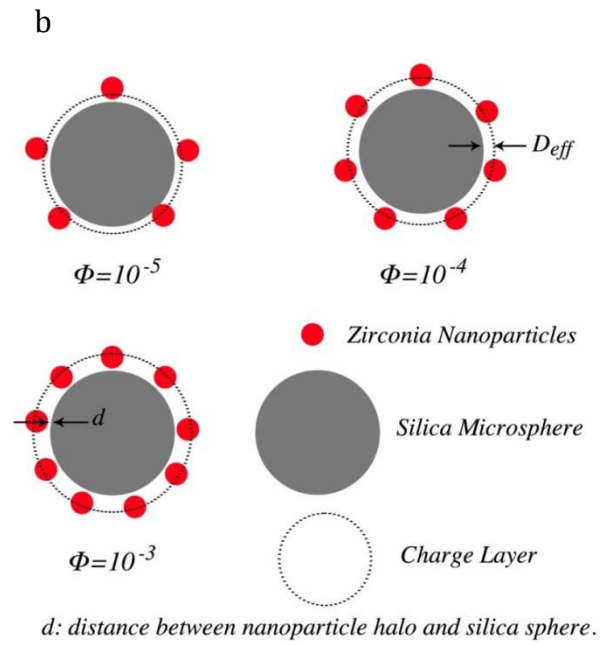 b
D_eff
Φ=10^-5
Φ=10^-4
Zirconia Nanoparticles
d
Silica Microsphere
Φ=10^-3
Charge Layer
d: distance between nanoparticle halo and silica sphere.